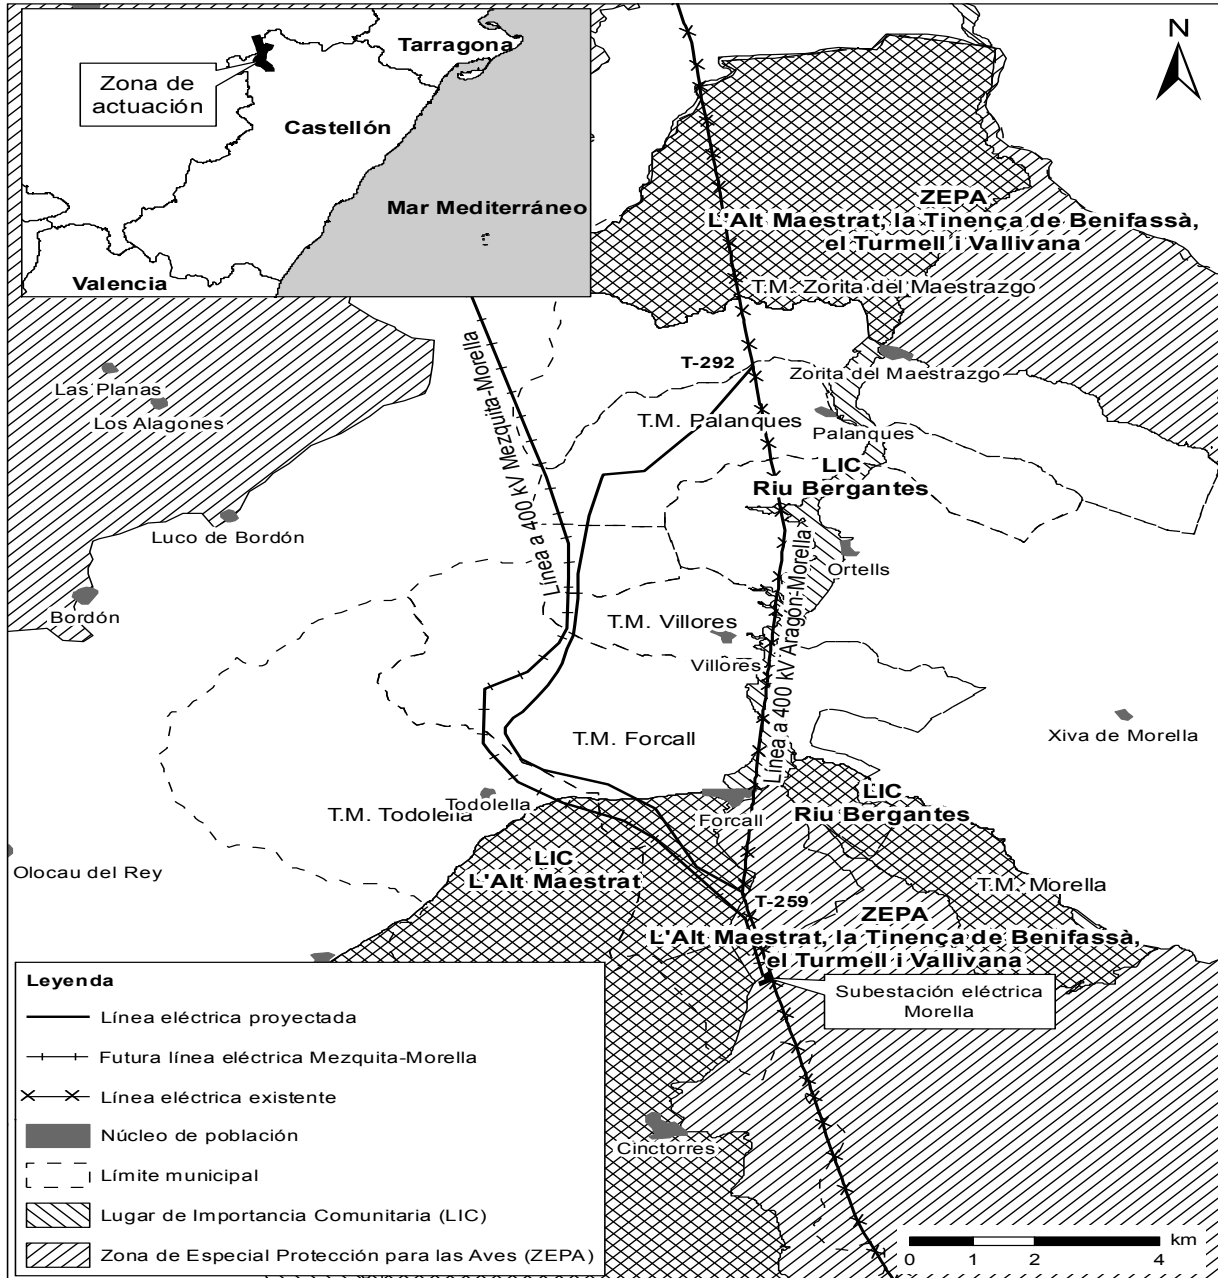 N
Tarragona
Zona de
actuación
Castellón
Mar Mediterráneo
Valencia
ZEPA
L'Alt Maestrat, la Tinença de Benifassà,
el Turmell i Vallivana
T.M. Zorita del Maestrazgo
T-292
Zorita del Maestrazgo
Las Planas
Los Alagones
T.M. Palanques
Palanques
Línea a 400 kV Mezquita-Morella
LIC
Riu Bergantes
Luco de Bordón
Ortells
Bordón
T.M. Villores
Villores
Línea a 400 kV Aragón-Morella
T.M. Forcall
Xiva de Morella
Todolella
T.M. Todolella
Forcall
LIC
Riu Bergantes
Olocau del Rey
LIC
L'Alt Maestrat
T.M. Morella
T-259
ZEPA
L'Alt Maestrat, la Tinença de Benifassà,
el Turmell i Vallivana
Subestación eléctrica
Morella
Cinctorres
Leyenda
Línea eléctrica proyectada
Futura línea eléctrica Mezquita-Morella
Línea eléctrica existente
Núcleo de población
Límite municipal
Lugar de Importancia Comunitaria (LIC)
Zona de Especial Protección para las Aves (ZEPA)
km
0 1 2 4